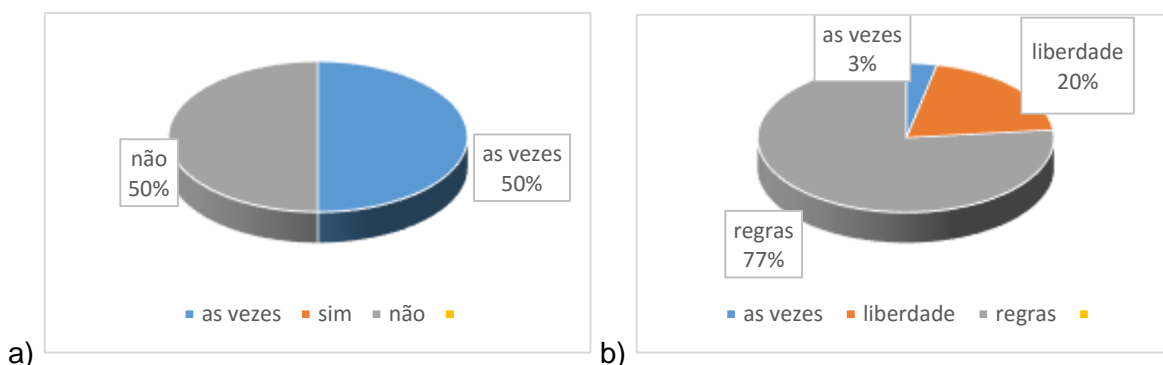 não
50%
as vezes
50%
as vezes sim não
a)
as vezes
3%
liberdade
20%
regras
77%
as vezes liberdade regras
b)